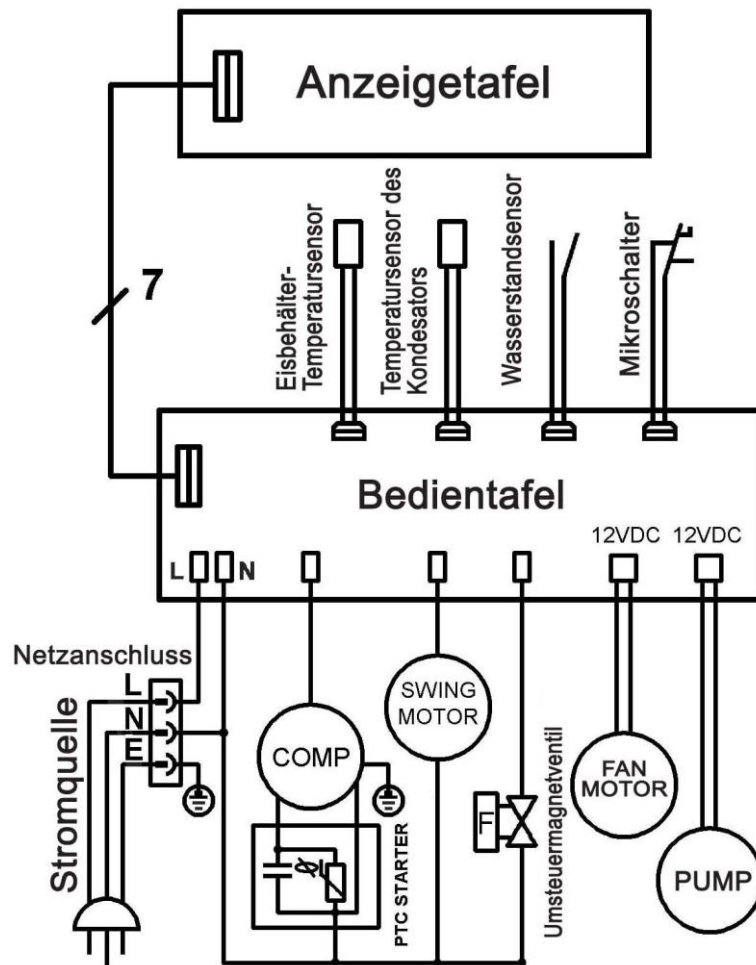 Anzeigetafel
7
Eisbehälter-
Temperatursensor
Temperatursensor des
Kondesators
Wasserstandsensor
Mikroschalter
Bedientafel
12VDC 12VDC
L N
Netzanschluss
L
N
E
Stromquelle
COMP
SWING
MOTOR
FAN
MOTOR
PUMP
F
Umsteuermagnetventil
PTC STARTER